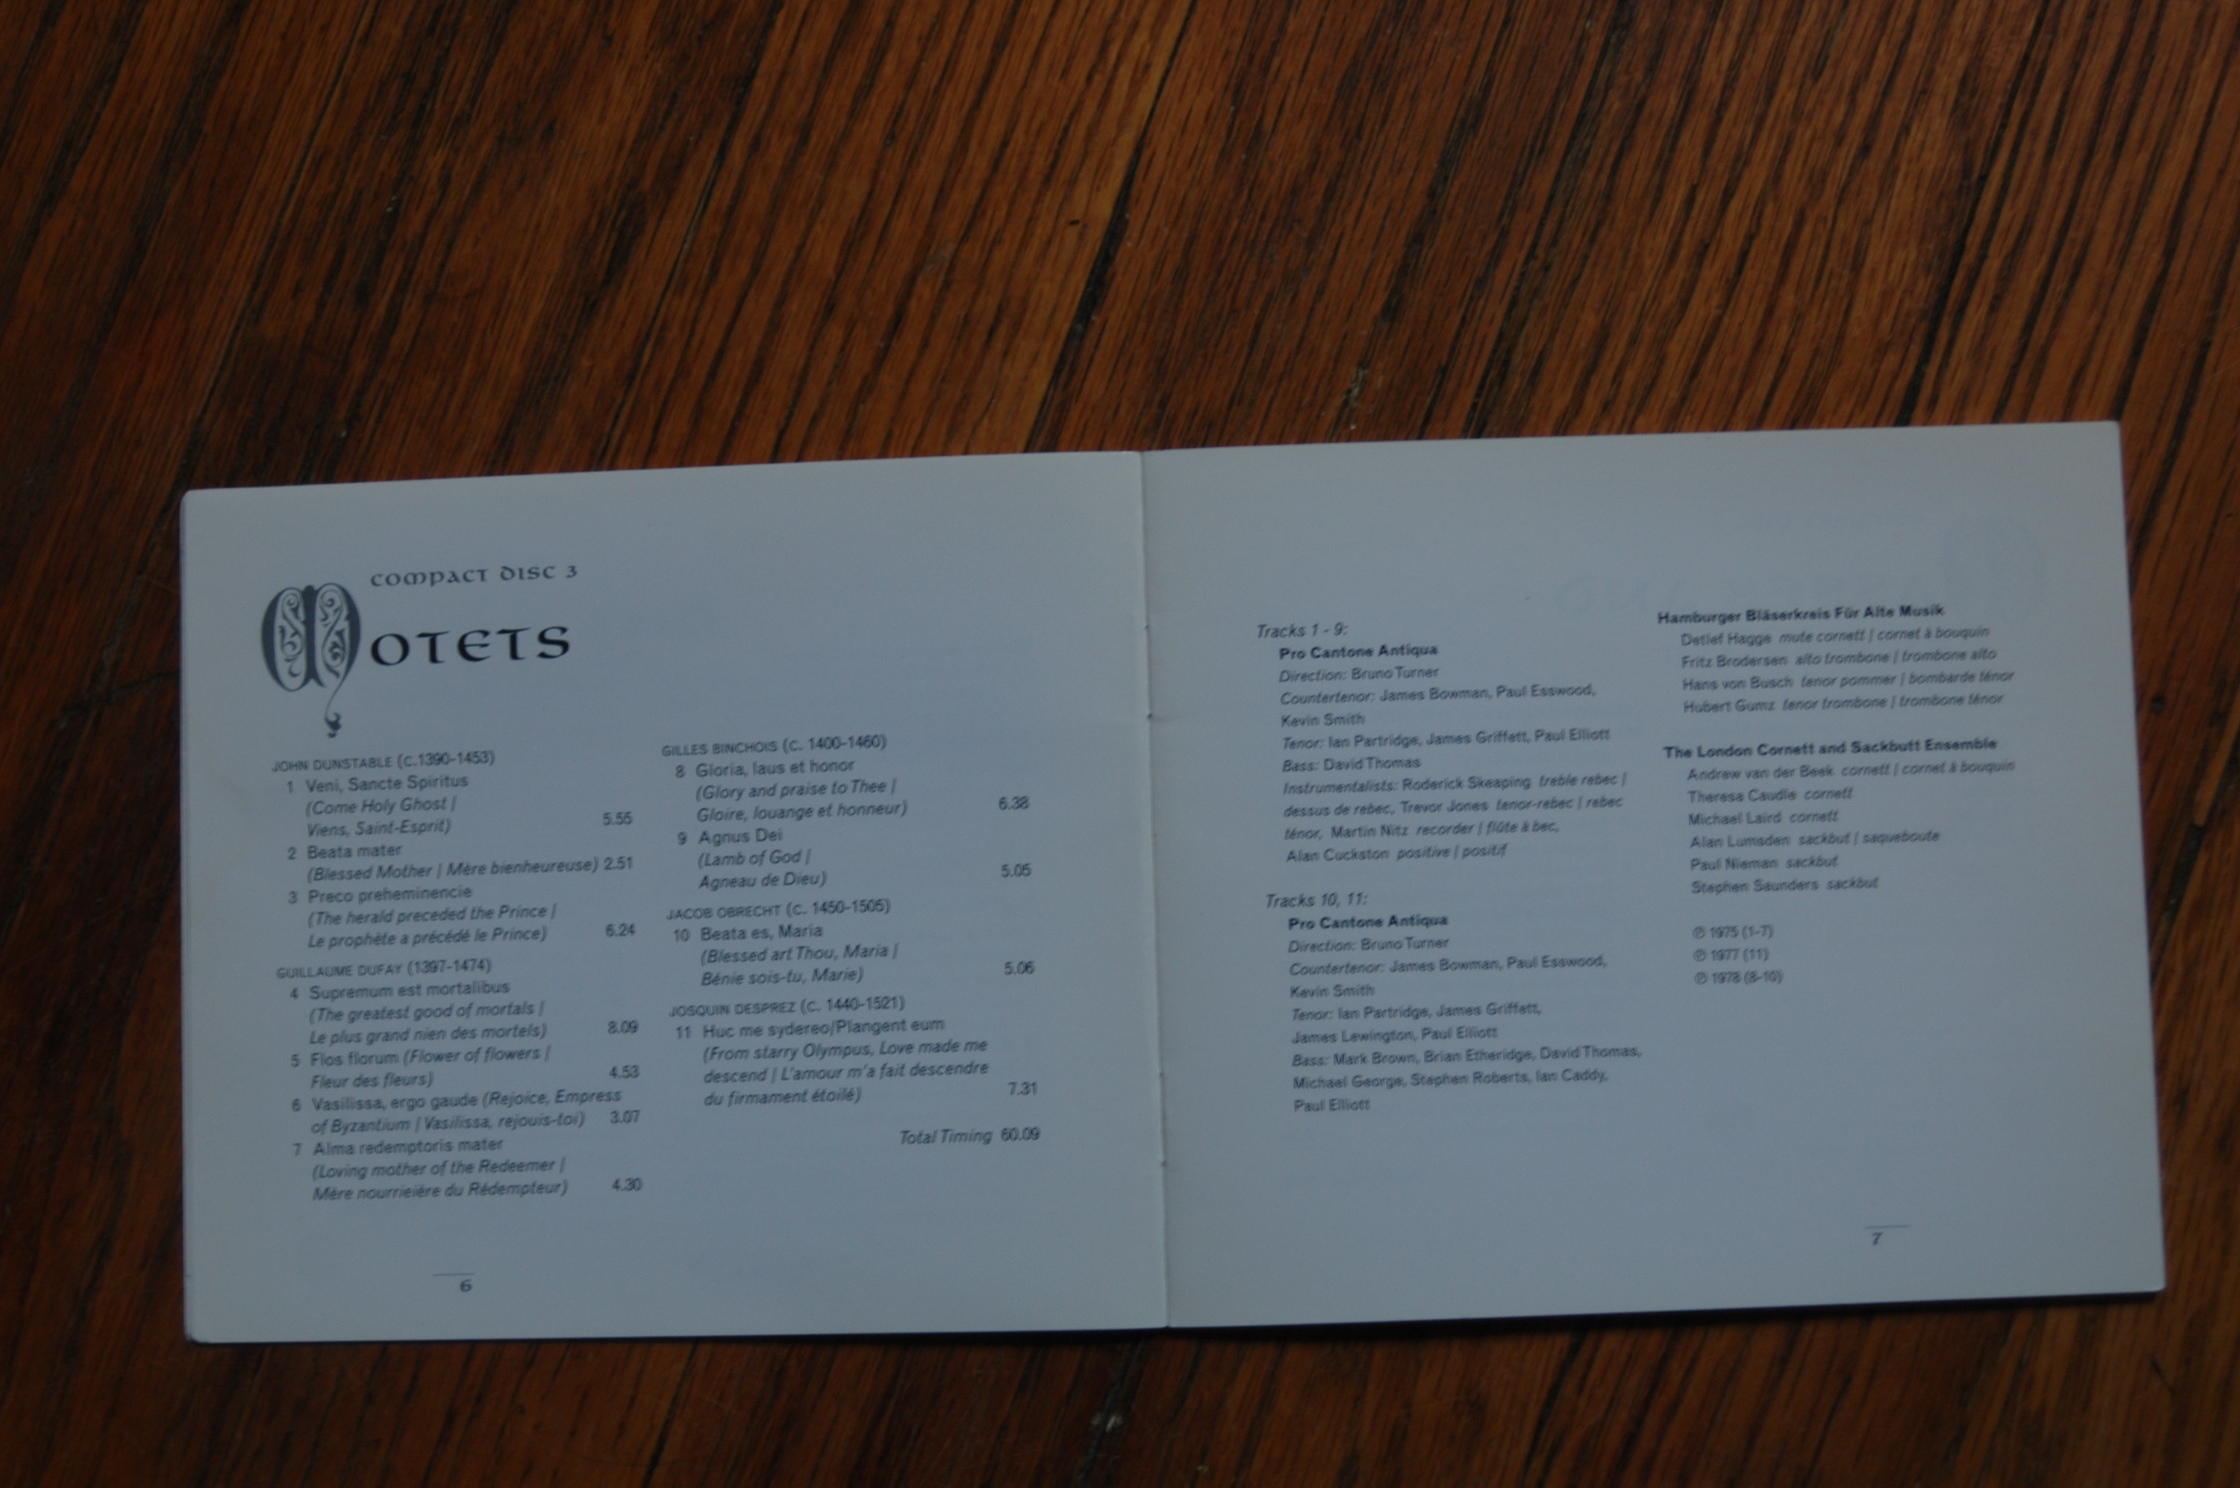 COMPACT DISC 3
MOTETS
JOHN DUNSTABLE (C.1390-1453)
1 Veni, Sancte Spiritus
(Come Holy Ghost |
Viens, Saint-Esprit) 5.55
2 Beata mater
(Blessed Mother | Mère bienheureuse) 2.51
3 Preco preheminencie
(The herald preceded the Prince |
Le prophète a précédé le Prince) 6.24
GUILLAUME DUFAY (1397-1474)
4 Supremum est mortalibus
(The greatest good of mortals |
Le plus grand nien des mortels) 8.09
5 Flos florum (Flower of flowers |
Fleur des fleurs) 4.53
6 Vasilissa, ergo gaude (Rejoice, Empress
of Byzantium | Vasilissa, rejouis-toi) 3.07
7 Alma redemptoris mater
(Loving mother of the Redeemer |
Mère nourrieière du Rédempteur) 4.30
GILLES BINCHOIS (C. 1400-1460)
8 Gloria, laus et honor
(Glory and praise to Thee |
Gloire, louange et honneur) 6.38
9 Agnus Dei
(Lamb of God |
Agneau de Dieu) 5.05
JACOB OBRECHT (C. 1450-1505)
10 Beata es, Maria
(Blessed art Thou, Maria |
Bénie sois-tu, Marie) 5.06
JOSQUIN DESPREZ (C. 1440-1521)
11 Huc me sydereo/Plangent eum
(From starry Olympus, Love made me
descend | L'amour m'a fait descendre
du firmament étoilé) 7.31
Total Timing 60.09
6
Tracks 1 - 9:
Pro Cantone Antiqua
Direction: Bruno Turner
Countertenor: James Bowman, Paul Esswood,
Kevin Smith
Tenor: Ian Partridge, James Griffett, Paul Elliott
Bass: David Thomas
Instrumentalists: Roderick Skeaping treble rebec |
dessus de rebec, Trevor Jones tenor-rebec | rebec
ténor, Martin Nitz recorder | flûte à bec,
Alan Cuckston positive | positif
Tracks 10, 11:
Pro Cantone Antiqua
Direction: Bruno Turner
Countertenor: James Bowman, Paul Esswood,
Kevin Smith
Tenor: Ian Partridge, James Griffett,
James Lewington, Paul Elliott
Bass: Mark Brown, Brian Etheridge, David Thomas,
Michael George, Stephen Roberts, Ian Caddy,
Paul Elliott
Hamburger Bläserkreis Für Alte Musik
Detlef Hagge mute cornett | cornet à bouquin
Fritz Brodersen alto trombone | trombone alto
Hans von Busch tenor pommer | bombarde ténor
Hubert Gumz tenor trombone | trombone ténor
The London Cornett and Sackbutt Ensemble
Andrew van der Beek cornett | cornet à bouquin
Theresa Caudle cornett
Michael Laird cornett
Alan Lumsden sackbut | saqueboute
Paul Nieman sackbut
Stephen Saunders sackbut
℗ 1975 (1-7)
℗ 1977 (11)
℗ 1978 (8-10)
7